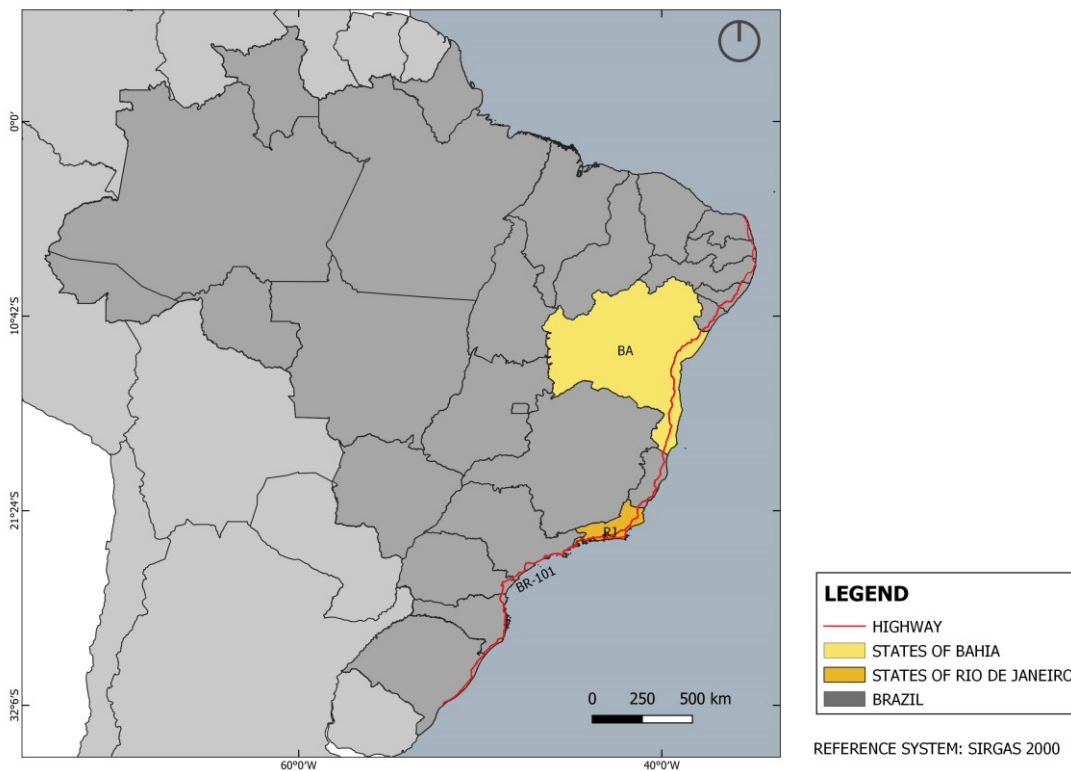 0°0'
10°42'S
21°24'S
32°6'S
BA
RJ
BR-101
0 250 500 km
60°0'W 40°0'W
LEGEND
HIGHWAY
STATES OF BAHIA
STATES OF RIO DE JANEIRO
BRAZIL
REFERENCE SYSTEM: SIRGAS 2000